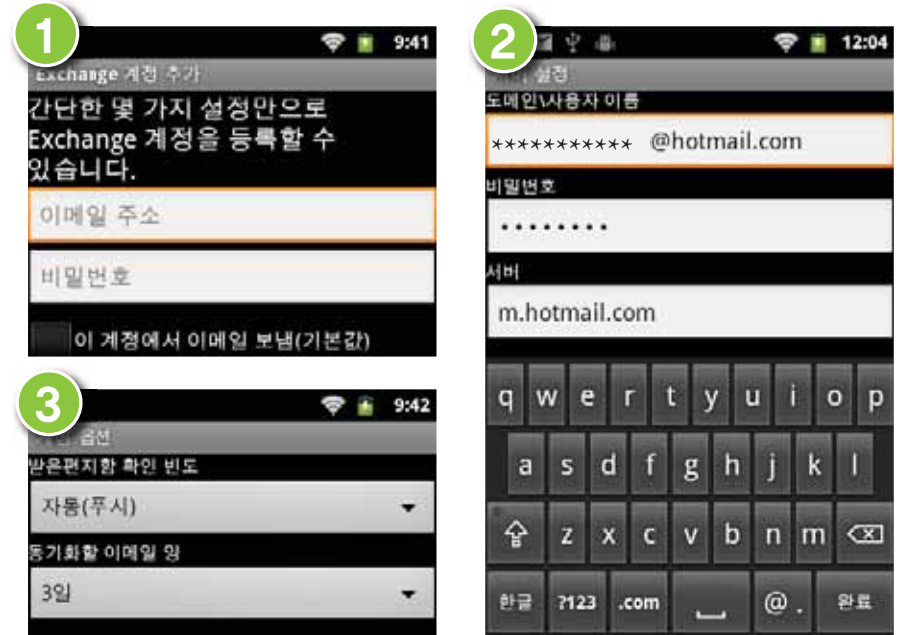 1
9:41
Exchange 계정 추가
간단한 몇 가지 설정만으로
Exchange 계정을 등록할 수
있습니다.
이메일 주소
비밀번호
이 계정에서 이메일 보냄(기본값)
2
12:04
설정
도메인\사용자 이름
*********** @hotmail.com
비밀번호
••••••••
서버
m.hotmail.com
q w e r t y u i o p
a s d f g h j k l
z x c v b n m
한글 ?123 .com @ . 완료
3
9:42
옵션
받은편지함 확인 빈도
자동(푸시)
동기화할 이메일 양
3일